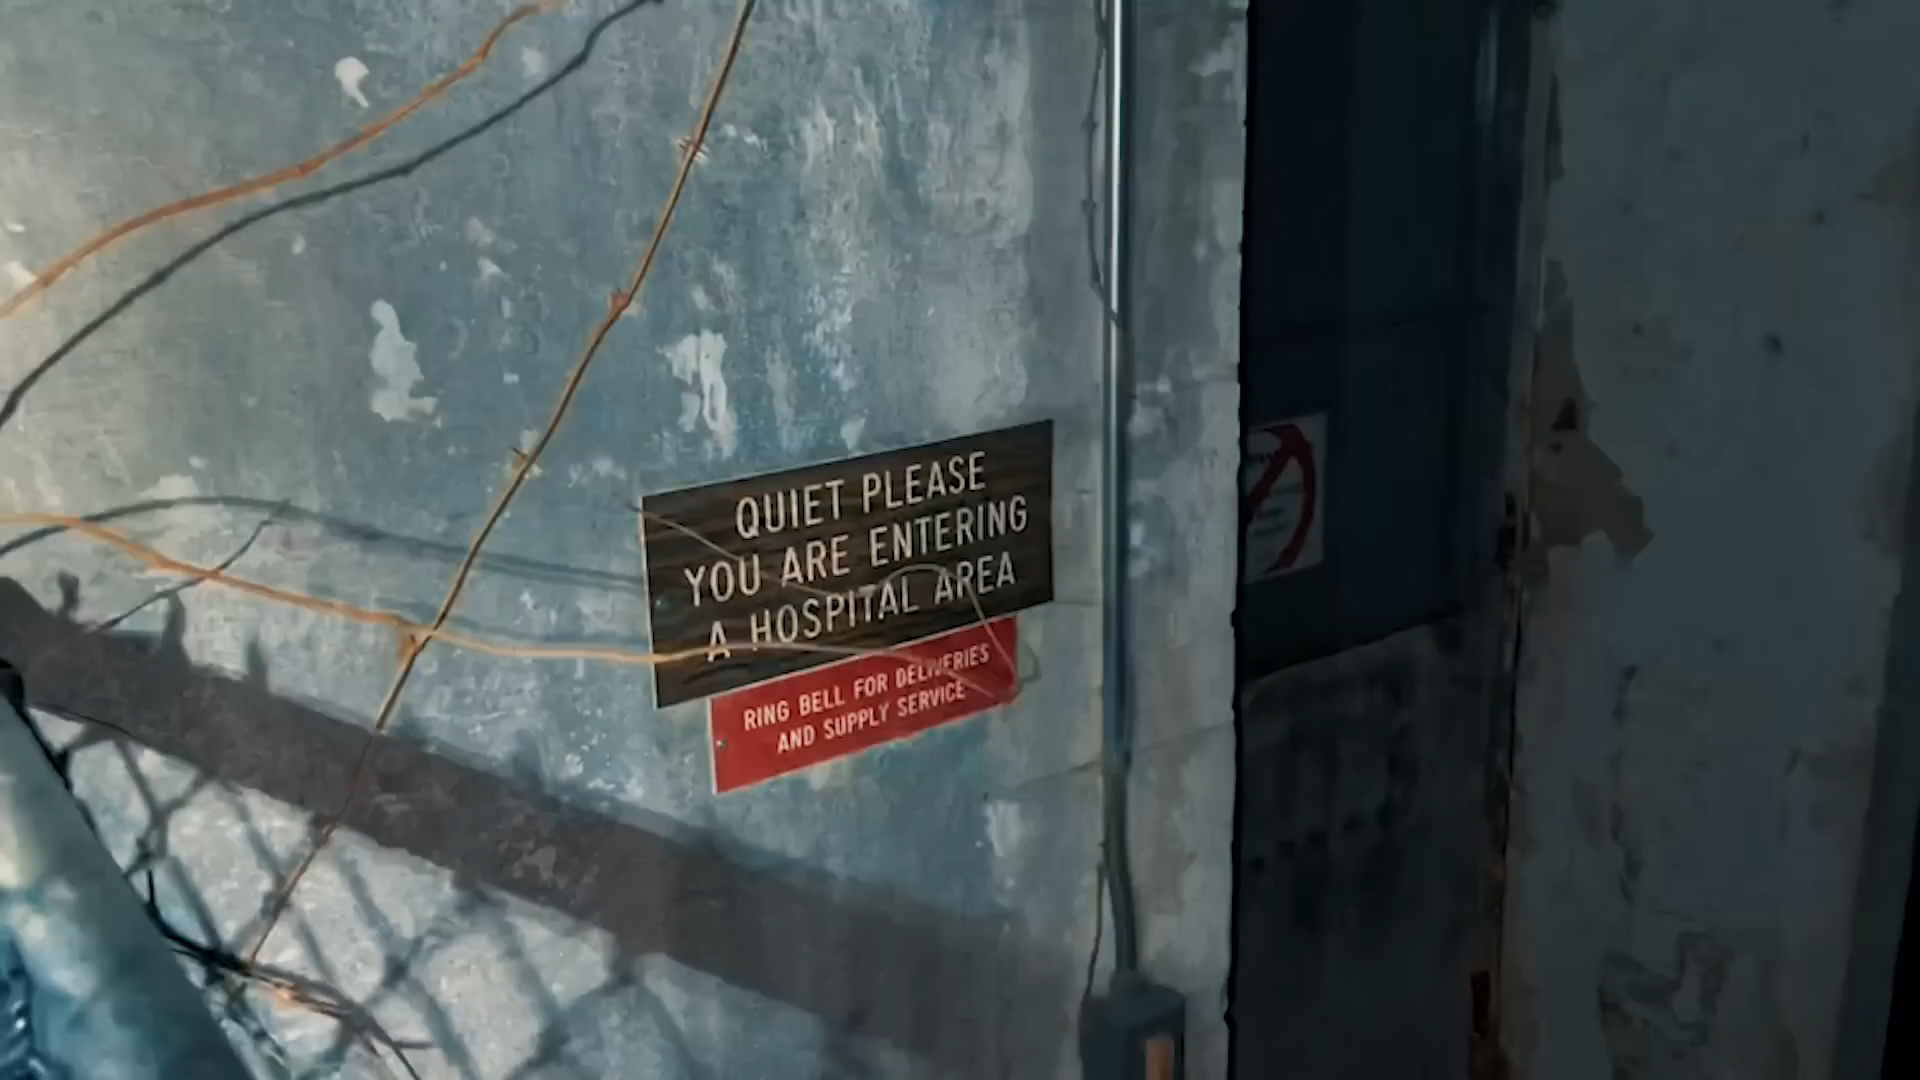 QUIET PLEASE
YOU ARE ENTERING
A HOSPITAL AREA
RING BELL FOR DELIVERIES
AND SUPPLY SERVICE